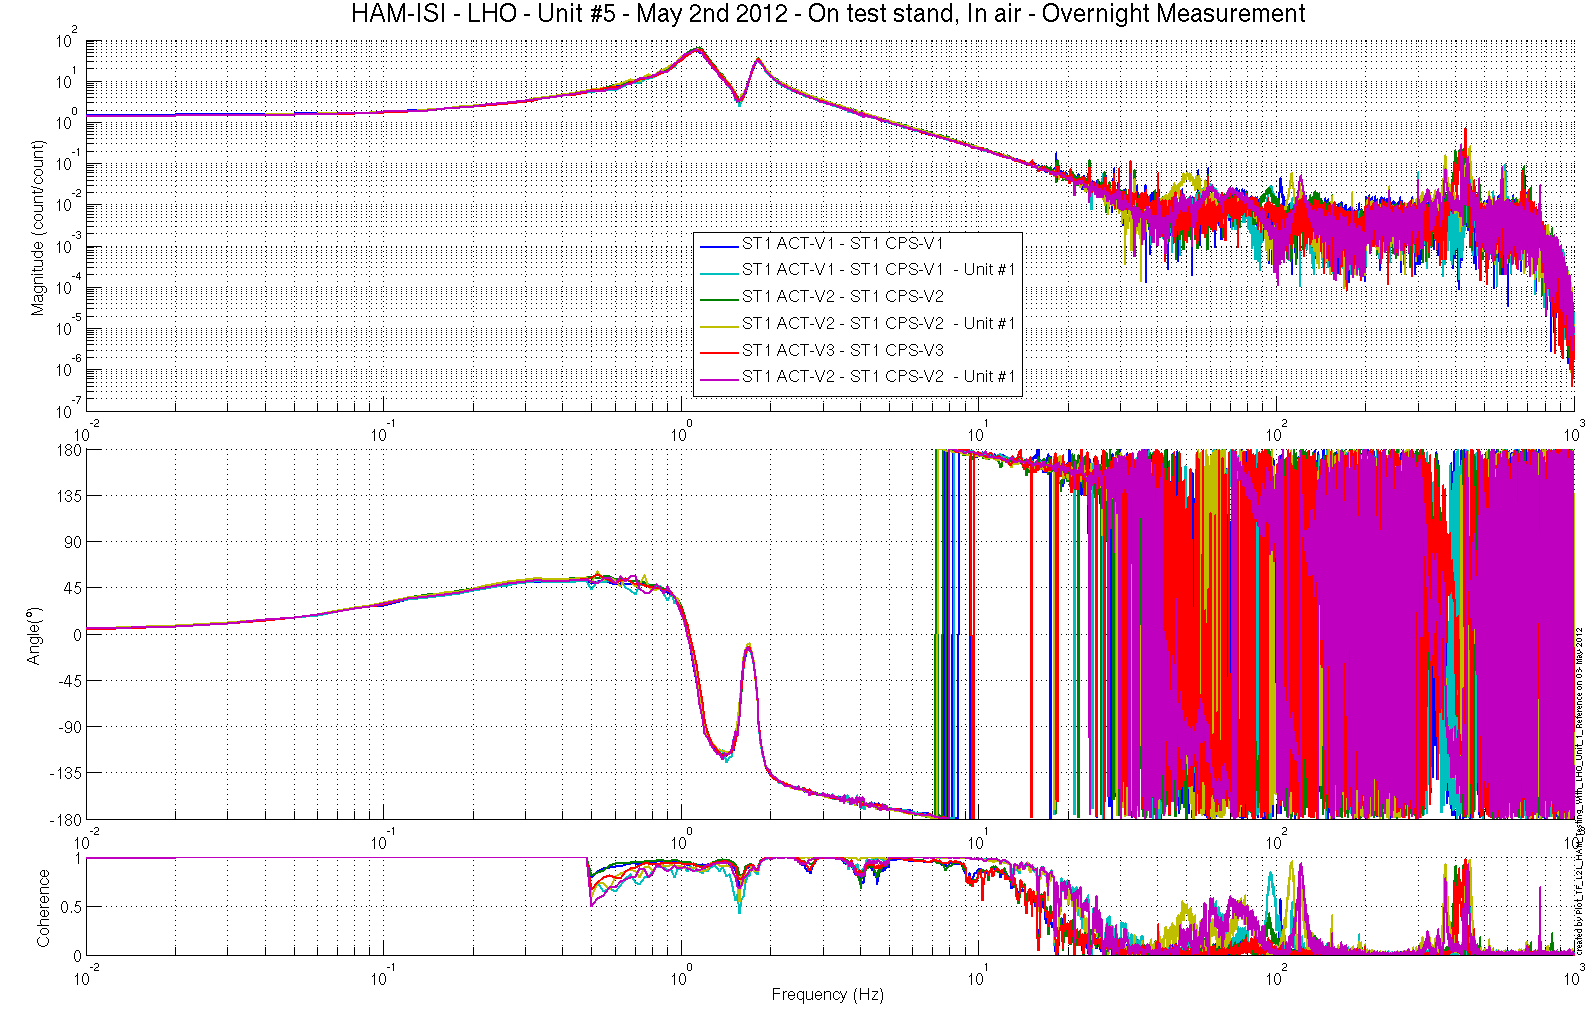 HAM-ISI - LHO - Unit #5 - May 2nd 2012 - On test stand, In air - Overnight Measurement
10^2
10^1
10^0
10^-1
10^-2
10^-3
10^-4
10^-5
10^-6
10^-7
Magnitude (count/count)
ST1 ACT-V1 - ST1 CPS-V1
ST1 ACT-V1 - ST1 CPS-V1 - Unit #1
ST1 ACT-V2 - ST1 CPS-V2
ST1 ACT-V2 - ST1 CPS-V2 - Unit #1
ST1 ACT-V3 - ST1 CPS-V3
ST1 ACT-V2 - ST1 CPS-V2 - Unit #1
10^-2 10^-1 10^0 10^1 10^2 10^3
180
135
90
45
0
-45
-90
-135
-180
Angle(°)
10^-2 10^-1 10^0 10^1 10^2
1
0.5
0
Coherence
10^-2 10^-1 10^0 10^1 10^2 10^3
Frequency (Hz)